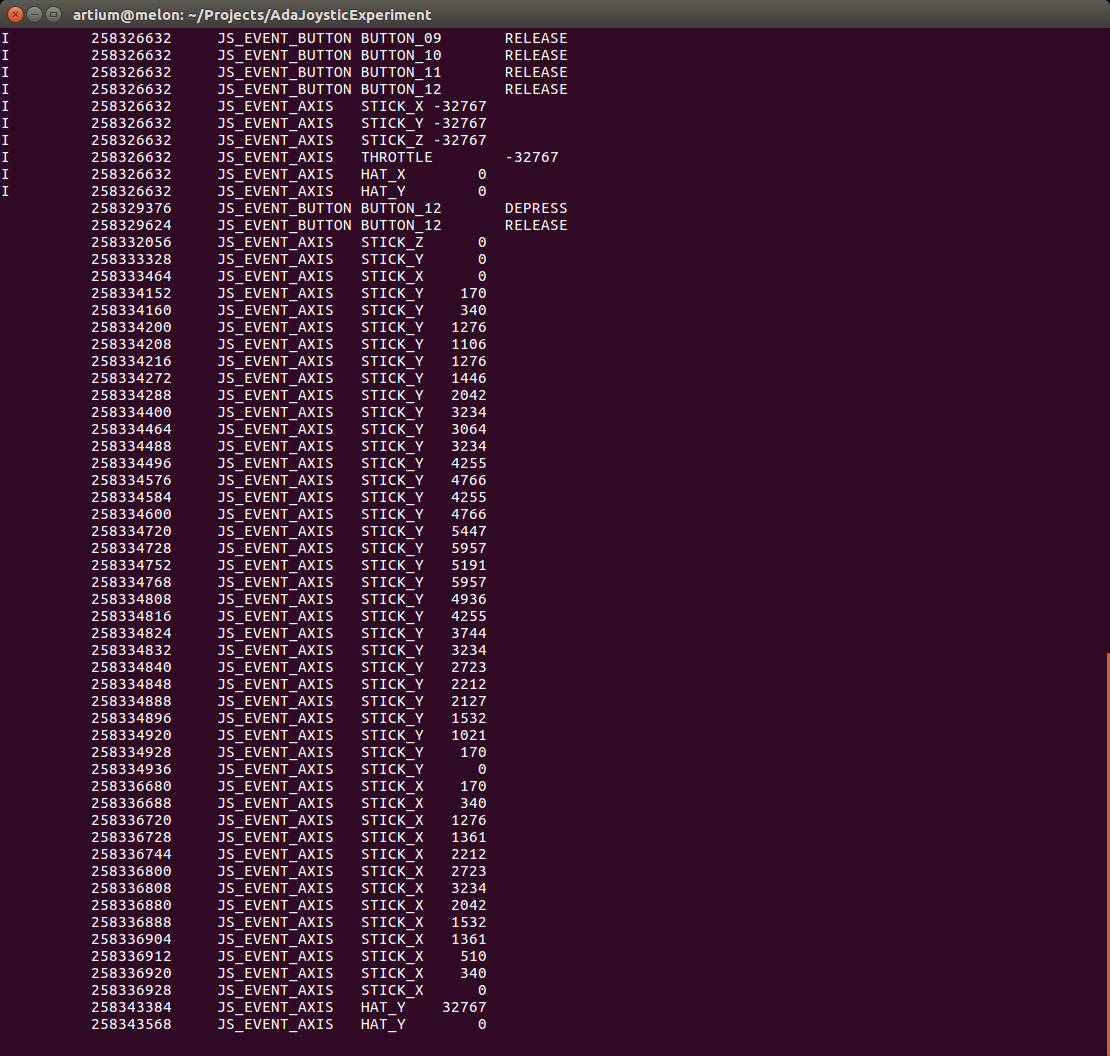 artium@melon: ~/Projects/AdaJoysticExperiment
I 258326632 JS_EVENT_BUTTON BUTTON_09 RELEASE
I 258326632 JS_EVENT_BUTTON BUTTON_10 RELEASE
I 258326632 JS_EVENT_BUTTON BUTTON_11 RELEASE
I 258326632 JS_EVENT_BUTTON BUTTON_12 RELEASE
I 258326632 JS_EVENT_AXIS STICK_X -32767
I 258326632 JS_EVENT_AXIS STICK_Y -32767
I 258326632 JS_EVENT_AXIS STICK_Z -32767
I 258326632 JS_EVENT_AXIS THROTTLE -32767
I 258326632 JS_EVENT_AXIS HAT_X 0
I 258326632 JS_EVENT_AXIS HAT_Y 0
258329376 JS_EVENT_BUTTON BUTTON_12 DEPRESS
258329624 JS_EVENT_BUTTON BUTTON_12 RELEASE
258332056 JS_EVENT_AXIS STICK_Z 0
258333328 JS_EVENT_AXIS STICK_Y 0
258333464 JS_EVENT_AXIS STICK_X 0
258334152 JS_EVENT_AXIS STICK_Y 170
258334160 JS_EVENT_AXIS STICK_Y 340
258334200 JS_EVENT_AXIS STICK_Y 1276
258334208 JS_EVENT_AXIS STICK_Y 1106
258334216 JS_EVENT_AXIS STICK_Y 1276
258334272 JS_EVENT_AXIS STICK_Y 1446
258334288 JS_EVENT_AXIS STICK_Y 2042
258334400 JS_EVENT_AXIS STICK_Y 3234
258334464 JS_EVENT_AXIS STICK_Y 3064
258334488 JS_EVENT_AXIS STICK_Y 3234
258334496 JS_EVENT_AXIS STICK_Y 4255
258334576 JS_EVENT_AXIS STICK_Y 4766
258334584 JS_EVENT_AXIS STICK_Y 4255
258334600 JS_EVENT_AXIS STICK_Y 4766
258334720 JS_EVENT_AXIS STICK_Y 5447
258334728 JS_EVENT_AXIS STICK_Y 5957
258334752 JS_EVENT_AXIS STICK_Y 5191
258334768 JS_EVENT_AXIS STICK_Y 5957
258334808 JS_EVENT_AXIS STICK_Y 4936
258334816 JS_EVENT_AXIS STICK_Y 4255
258334824 JS_EVENT_AXIS STICK_Y 3744
258334832 JS_EVENT_AXIS STICK_Y 3234
258334840 JS_EVENT_AXIS STICK_Y 2723
258334848 JS_EVENT_AXIS STICK_Y 2212
258334888 JS_EVENT_AXIS STICK_Y 2127
258334896 JS_EVENT_AXIS STICK_Y 1532
258334920 JS_EVENT_AXIS STICK_Y 1021
258334928 JS_EVENT_AXIS STICK_Y 170
258334936 JS_EVENT_AXIS STICK_Y 0
258336680 JS_EVENT_AXIS STICK_X 170
258336688 JS_EVENT_AXIS STICK_X 340
258336720 JS_EVENT_AXIS STICK_X 1276
258336728 JS_EVENT_AXIS STICK_X 1361
258336744 JS_EVENT_AXIS STICK_X 2212
258336800 JS_EVENT_AXIS STICK_X 2723
258336808 JS_EVENT_AXIS STICK_X 3234
258336880 JS_EVENT_AXIS STICK_X 2042
258336888 JS_EVENT_AXIS STICK_X 1532
258336904 JS_EVENT_AXIS STICK_X 1361
258336912 JS_EVENT_AXIS STICK_X 510
258336920 JS_EVENT_AXIS STICK_X 340
258336928 JS_EVENT_AXIS STICK_X 0
258343384 JS_EVENT_AXIS HAT_Y 32767
258343568 JS_EVENT_AXIS HAT_Y 0